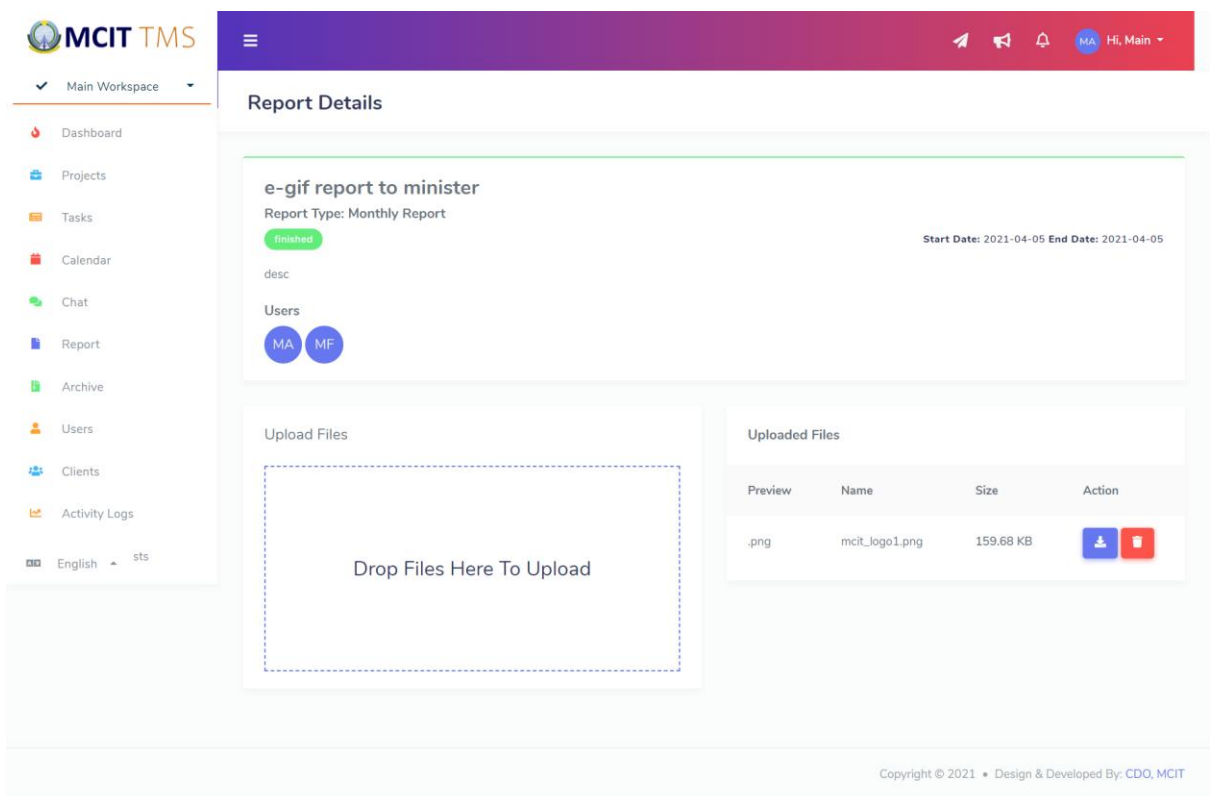 MCIT TMS
Hi, Main
MA
Main Workspace
Report Details
Dashboard
Projects
Tasks
Calendar
Chat
Report
Archive
Users
Clients
Activity Logs
English
sts
e-gif report to minister
Report Type: Monthly Report
finished
Start Date: 2021-04-05 End Date: 2021-04-05
desc
Users
MA MF
Upload Files
Drop Files Here To Upload
Uploaded Files
Preview Name Size Action
.png mcit_logo1.png 159.68 KB
Copyright © 2021 • Design & Developed By: CDO, MCIT